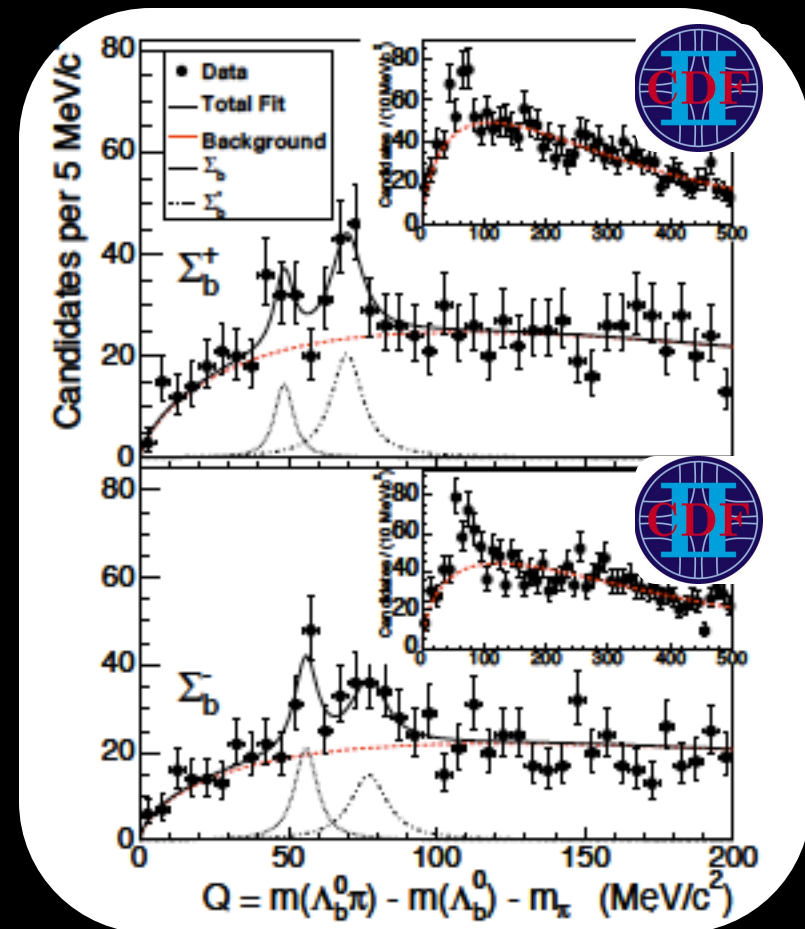 Candidates per 5 MeV/c
80
60
40
20
0
Data
Total Fit
Background
Σb
Σb*
Σb+
Candidates / (10 MeV/c
80
60
40
20
0
0 100 200 300 400 500
II
CDF
80
60
40
20
0
Σb-
Candidates / (10 MeV/c
80
60
40
20
0
0 100 200 300 400 500
II
CDF
0 50 100 150 200
Q = m(Λb0π) - m(Λb0) - mπ (MeV/c²)